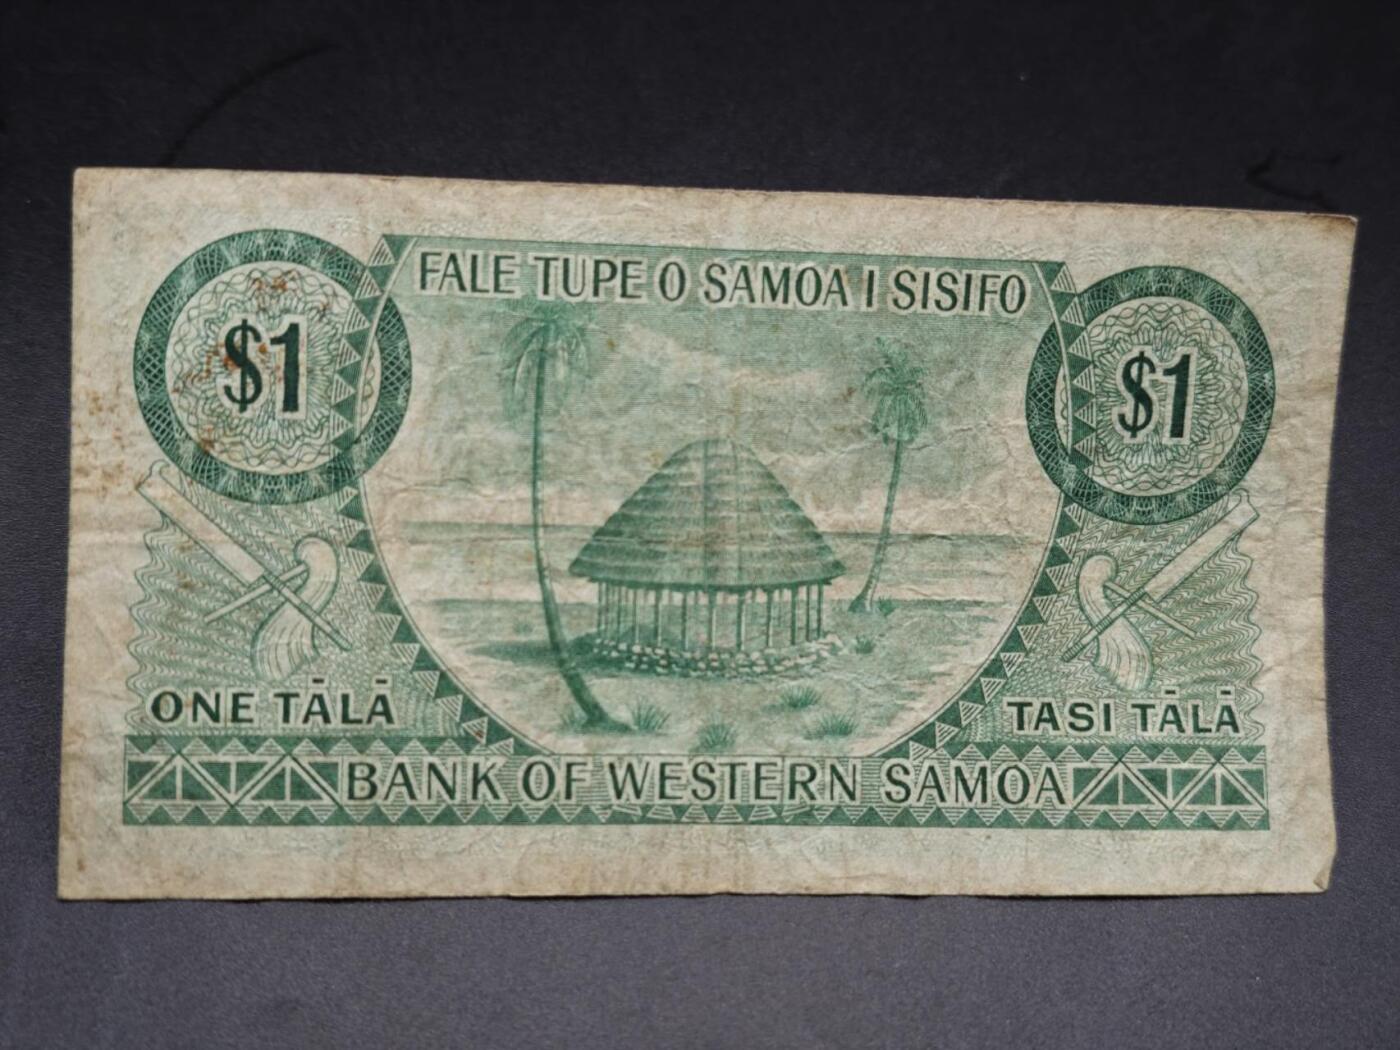 FALE TUPE O SAMOA I SISIFO
$1
$1
ONE TĀLĀ
TASI TĀLĀ
BANK OF WESTERN SAMOA